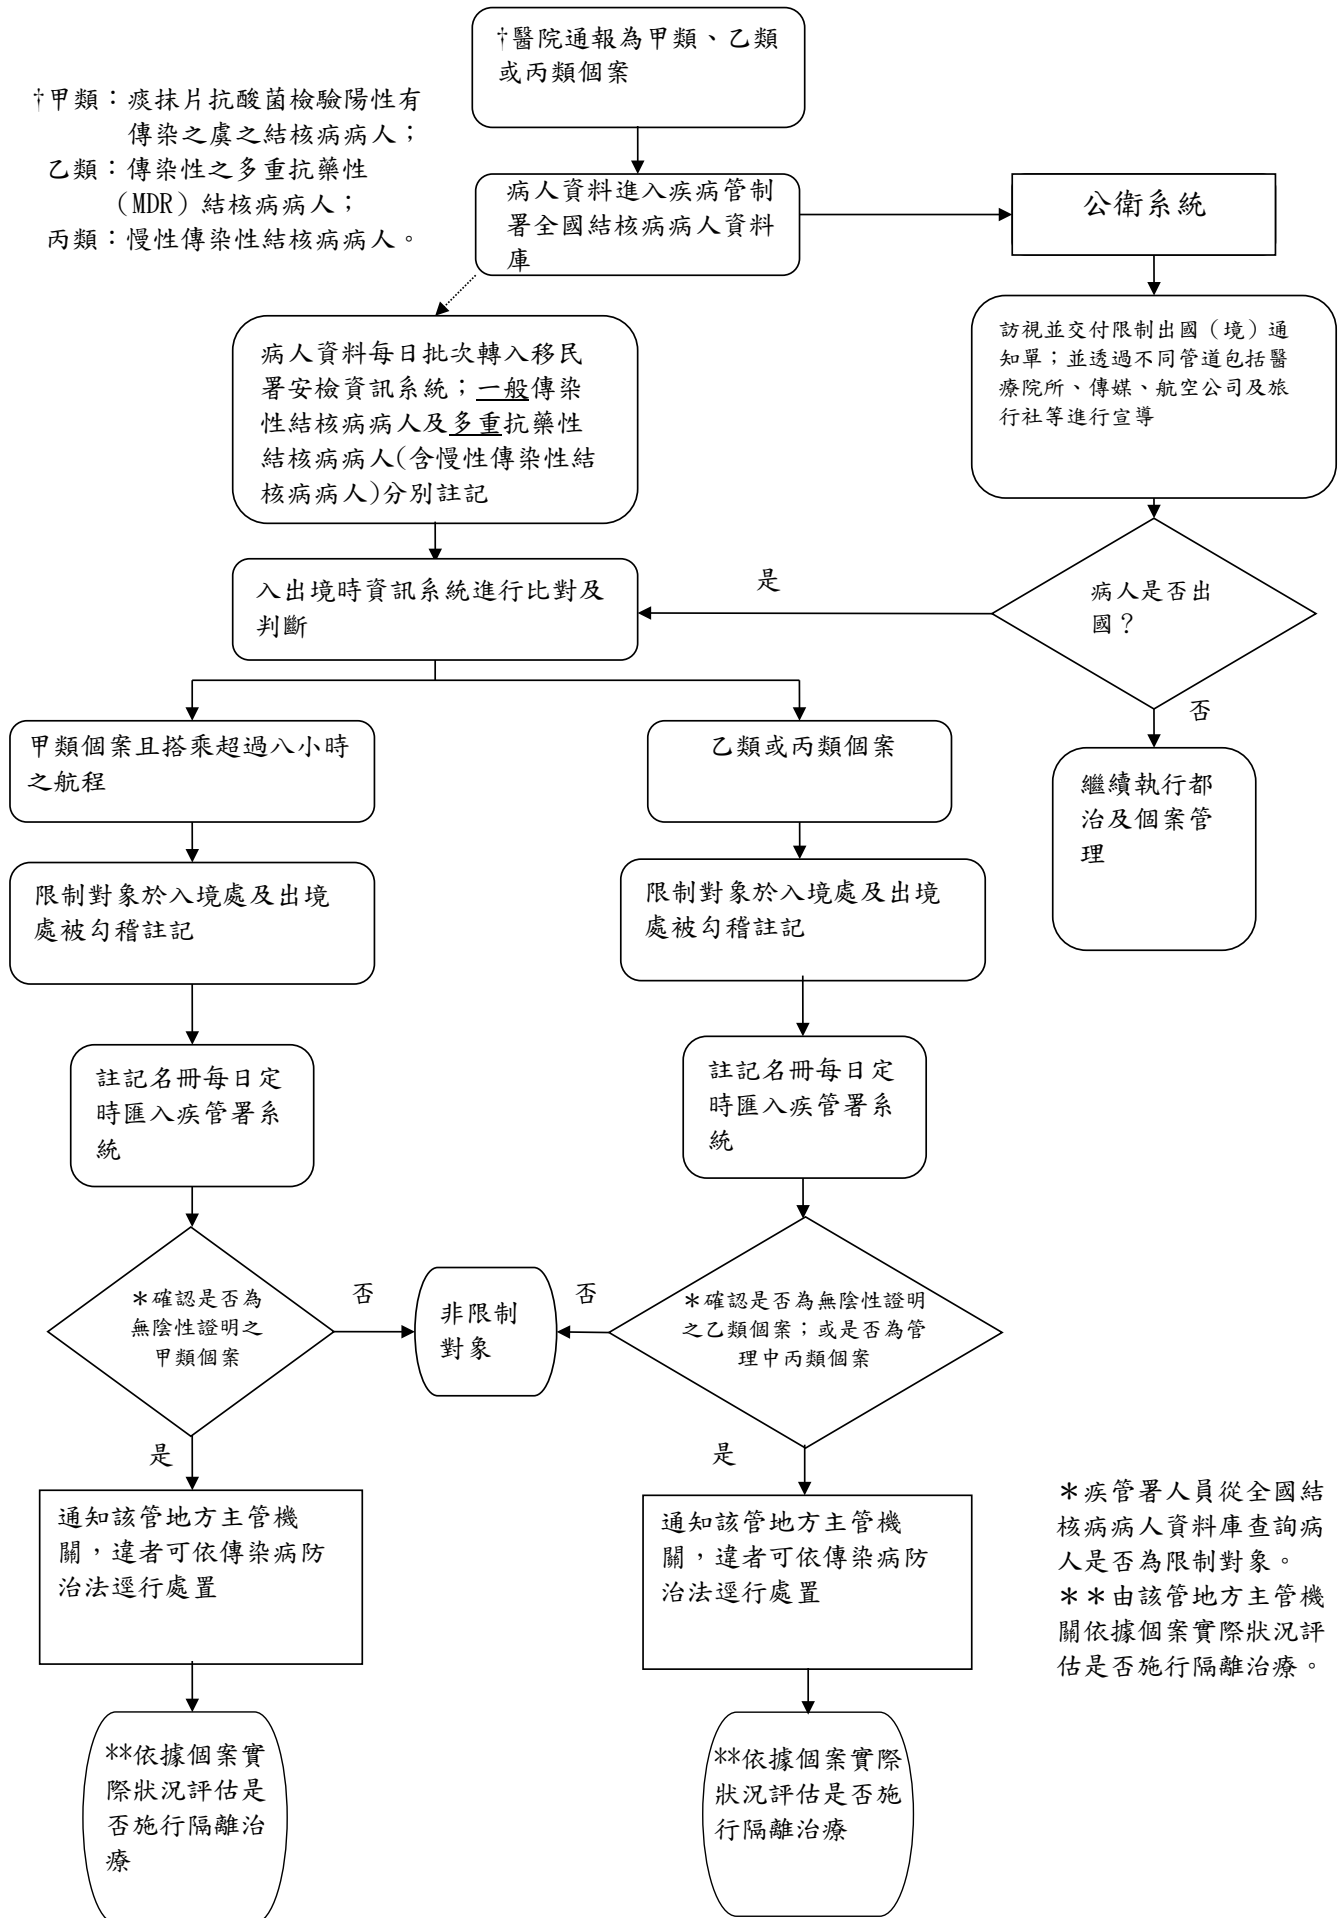 †醫院通報為甲類、乙類
或丙類個案
†甲類：痰抹片抗酸菌檢驗陽性有
傳染之虞之結核病病人；
乙類：傳染性之多重抗藥性
（MDR）結核病病人；
丙類：慢性傳染性結核病病人。
病人資料進入疾病管制
署全國結核病病人資料
庫
公衛系統
病人資料每日批次轉入移民
署安檢資訊系統；一般傳染
性結核病病人及多重抗藥性
結核病病人(含慢性傳染性結
核病病人)分別註記
訪視並交付限制出國（境）通
知單；並透過不同管道包括醫
療院所、傳媒、航空公司及旅
行社等進行宣導
入出境時資訊系統進行比對及
判斷
是
病人是否出
國？
否
甲類個案且搭乘超過八小時
之航程
乙類或丙類個案
繼續執行都
治及個案管
理
限制對象於入境處及出境
處被勾稽註記
限制對象於入境處及出境
處被勾稽註記
註記名冊每日定
時匯入疾管署系
統
註記名冊每日定
時匯入疾管署系
統
＊確認是否為
無陰性證明之
甲類個案
否
非限制
對象
否
＊確認是否為無陰性證明
之乙類個案；或是否為管
理中丙類個案
是
是
通知該管地方主管機
關，違者可依傳染病防
治法逕行處置
通知該管地方主管機
關，違者可依傳染病防
治法逕行處置
＊疾管署人員從全國結
核病病人資料庫查詢病
人是否為限制對象。
＊＊由該管地方主管機
關依據個案實際狀況評
估是否施行隔離治療。
**依據個案實
際狀況評估是
否施行隔離治
療
**依據個案實際
狀況評估是否施
行隔離治療